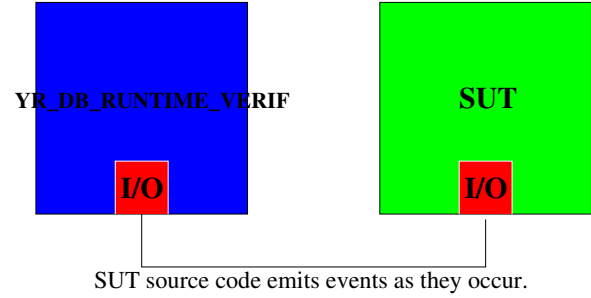 YR_DB_RUNTIME_VERIF
SUT
I/O
I/O
SUT source code emits events as they occur.